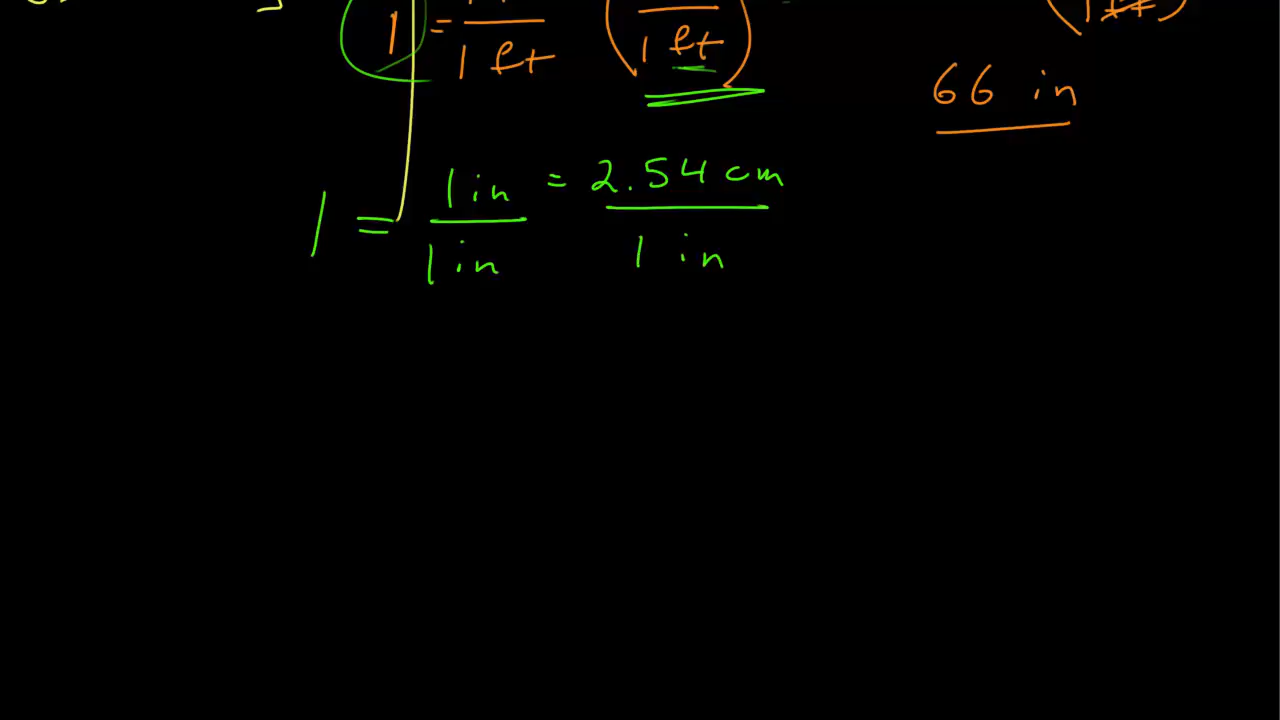 1 = 1 ft 1 ft
66 in
1 = 1 in = 2.54 cm
1 in 1 in